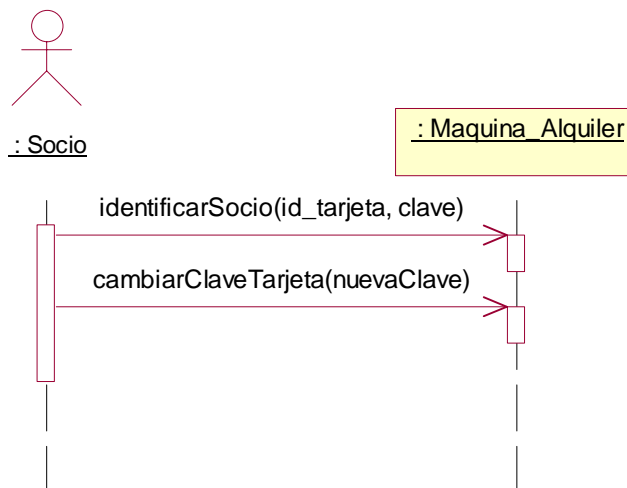 : Socio
: Maquina_Alquiler
identificarSocio(id_tarjeta, clave)
cambiarClaveTarjeta(nuevaClave)